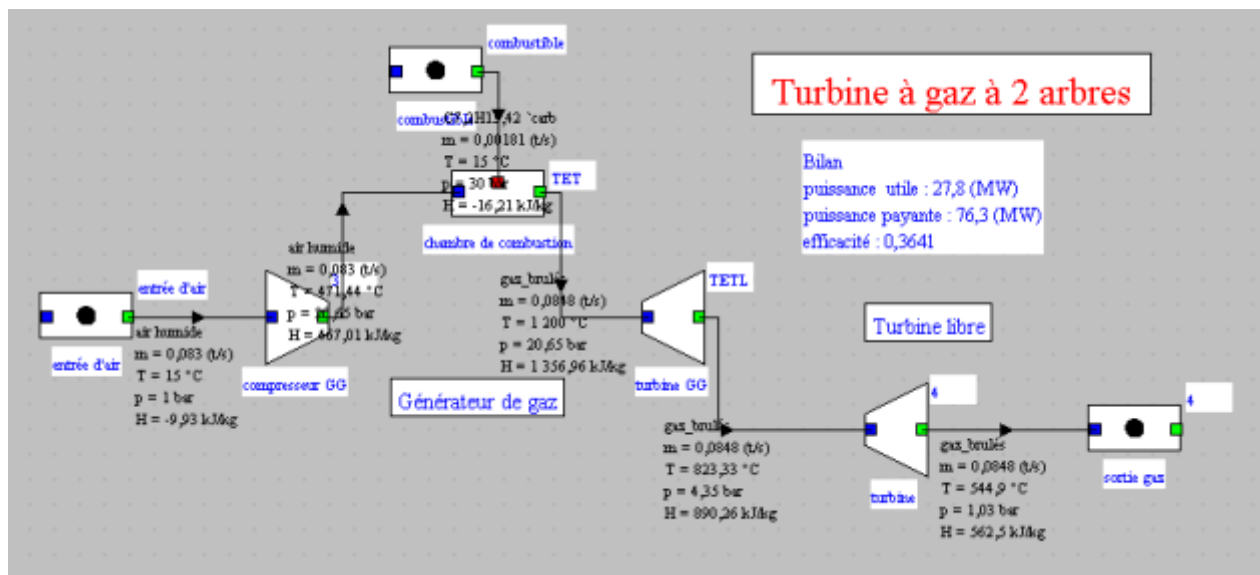 combustible
Turbine à gaz à 2 arbres
combustible
m = 0,00181 (t/s)
T = 15 °C
p = 30 bar
H = -16,21 kJ/kg
TET
chambre de combustion
Bilan
puissance utile : 27,8 (MW)
puissance payante : 76,3 (MW)
efficacité : 0,3641
entrée d'air
entrée d'air
air humide
m = 0,083 (t/s)
T = 15 °C
p = 1 bar
H = -9,93 kJ/kg
3
air humide
m = 0,083 (t/s)
T = 471,44 °C
bar
H = 467,01 kJ/kg
compresseur GG
Générateur de gaz
gaz_brulés
m = 0,0848 (t/s)
T = 1 200 °C
p = 20,65 bar
H = 1 356,96 kJ/kg
TETL
turbine GG
Turbine libre
gaz_brulés
m = 0,0848 (t/s)
T = 823,33 °C
p = 4,35 bar
H = 890,26 kJ/kg
4
turbine
gaz_brulés
m = 0,0848 (t/s)
T = 544,9 °C
p = 1,03 bar
H = 562,5 kJ/kg
4
sortie gaz